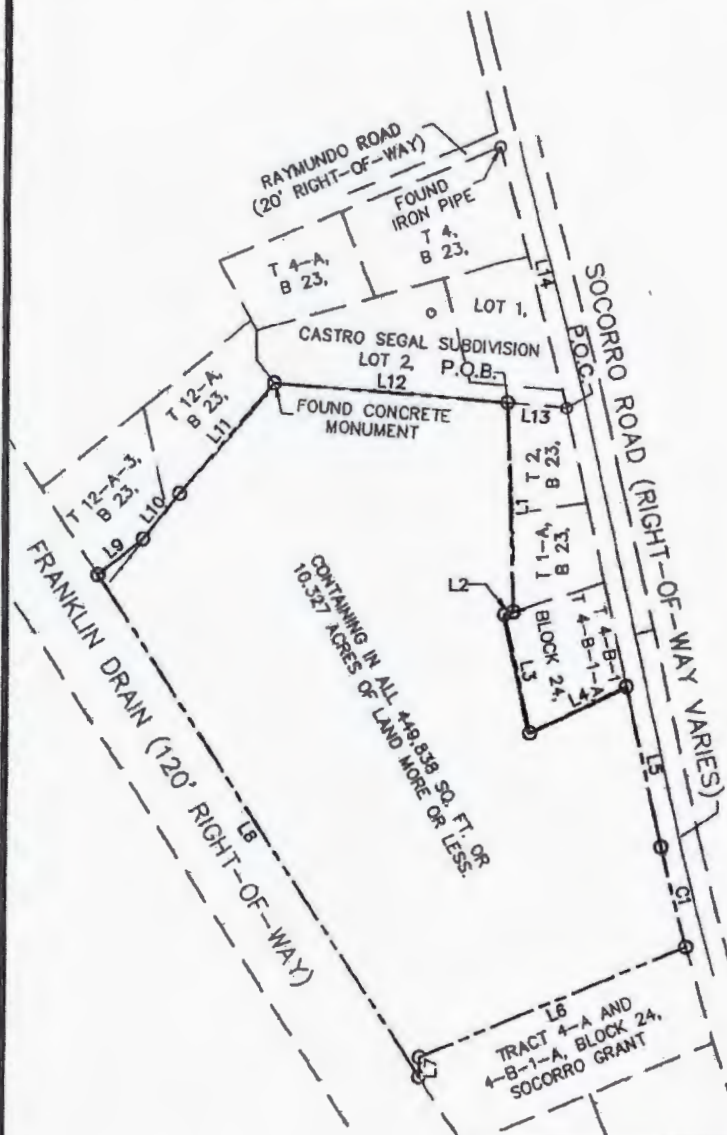 RAYMUNDO ROAD
(20' RIGHT-OF-WAY)
FOUND
IRON PIPE
T 4,
B 23,
T 4-A,
B 23,
L14
SOCORRO ROAD (RIGHT-OF-WAY VARIES)
LOT 1,
CASTRO SEGAL SUBDIVISION
LOT 2,
P.O.B.
P.O.C.
L12
L13
FOUND CONCRETE
MONUMENT
T 12-A,
B 23,
L11
T 12-A-3,
B 23,
L10
L9
T 2,
B 23,
L1
T 1-A,
B 23,
L2
T 4-B-1
T 4-B-1-A
BLOCK 24,
L3
L4
L5
C1
CONTAINING IN ALL 449,838 SQ. FT. OR
10.327 ACRES OF LAND MORE OR LESS.
FRANKLIN DRAIN (120' RIGHT-OF-WAY)
L8
L6
L7
TRACT 4-A AND
4-B-1-A, BLOCK 24,
SOCORRO GRANT